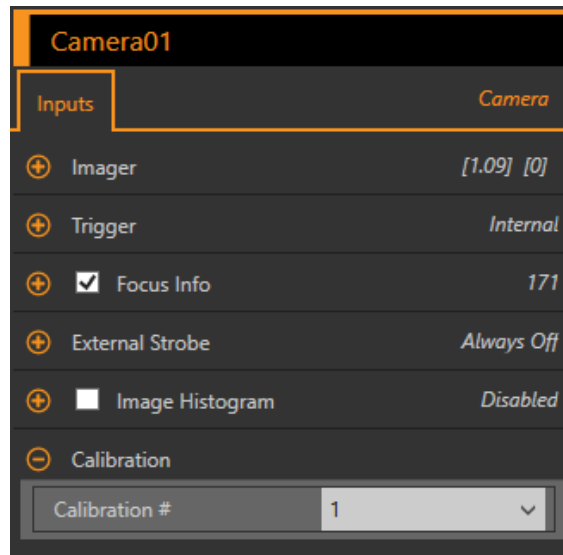 Camera01
Inputs Camera
Imager [1.09] [0]
Trigger Internal
Focus Info 171
External Strobe Always Off
Image Histogram Disabled
Calibration
Calibration # 1